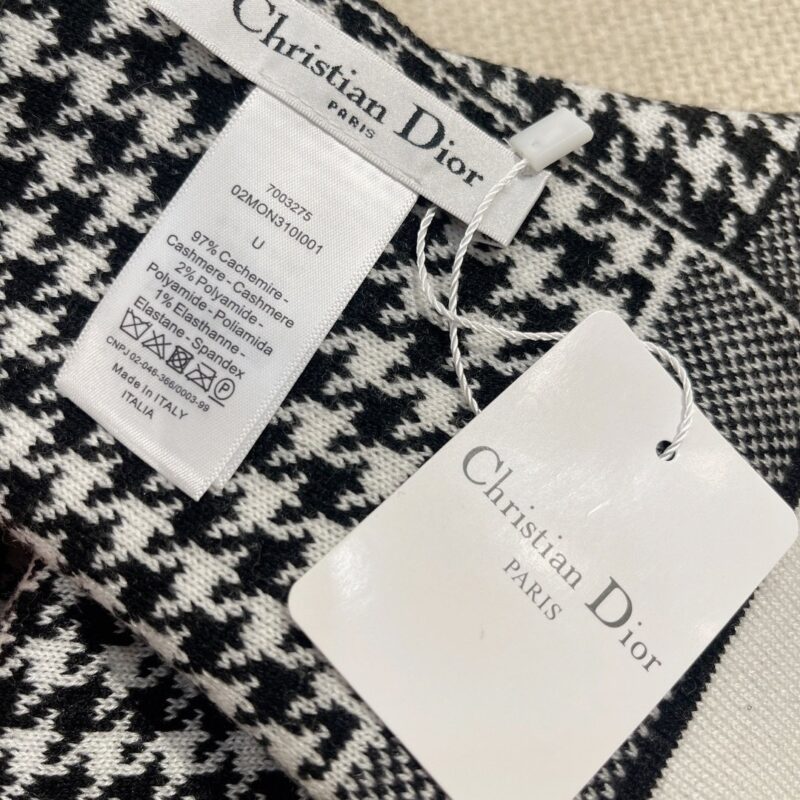 Christian Dior
PARIS
7003275
02MON310I001
U
97% Cachemire -
Cashmere - Cashmere
2% Polyamide -
Polyamide - Poliamida
1% Elasthanne -
Elastane - Spandex
CNPJ 02-046-366/0003-99
Made in ITALY
ITALIA
Christian Dior
PARIS